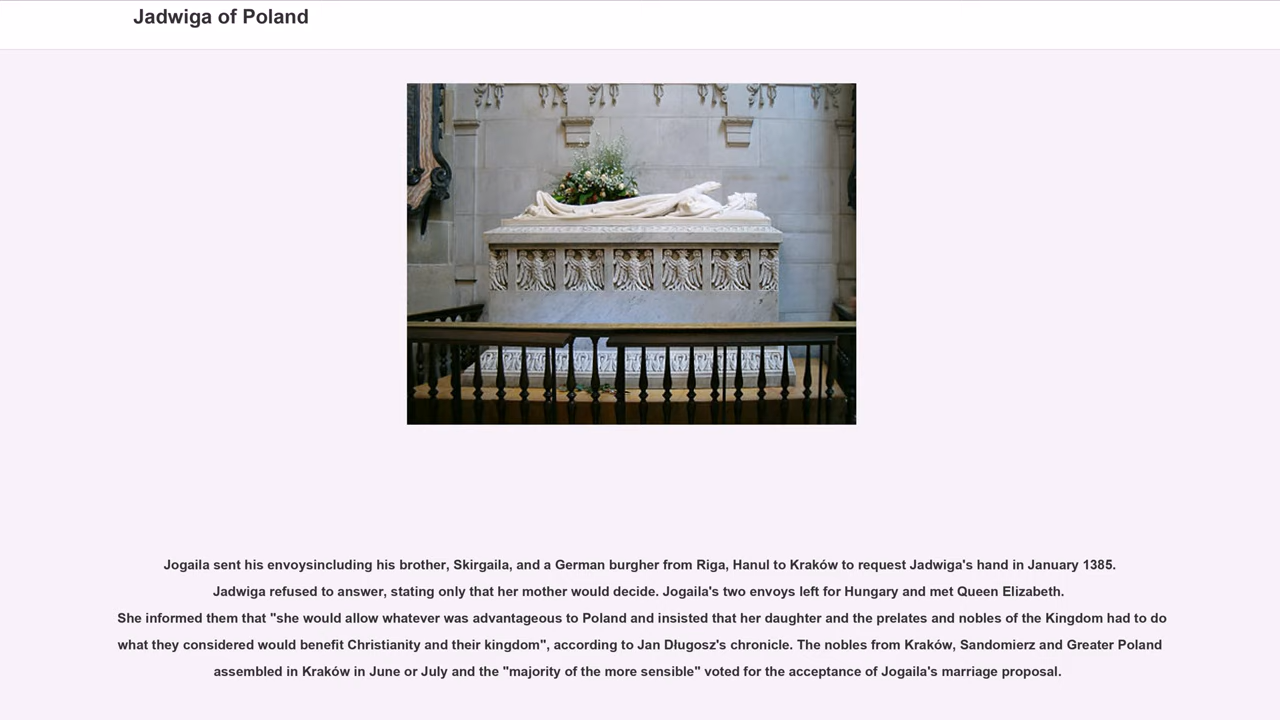 Jadwiga of Poland
Jogaila sent his envoysincluding his brother, Skirgaila, and a German burgher from Riga, Hanul to Kraków to request Jadwiga's hand in January 1385.
Jadwiga refused to answer, stating only that her mother would decide. Jogaila's two envoys left for Hungary and met Queen Elizabeth.
She informed them that "she would allow whatever was advantageous to Poland and insisted that her daughter and the prelates and nobles of the Kingdom had to do
what they considered would benefit Christianity and their kingdom", according to Jan Długosz's chronicle. The nobles from Kraków, Sandomierz and Greater Poland
assembled in Kraków in June or July and the "majority of the more sensible" voted for the acceptance of Jogaila's marriage proposal.